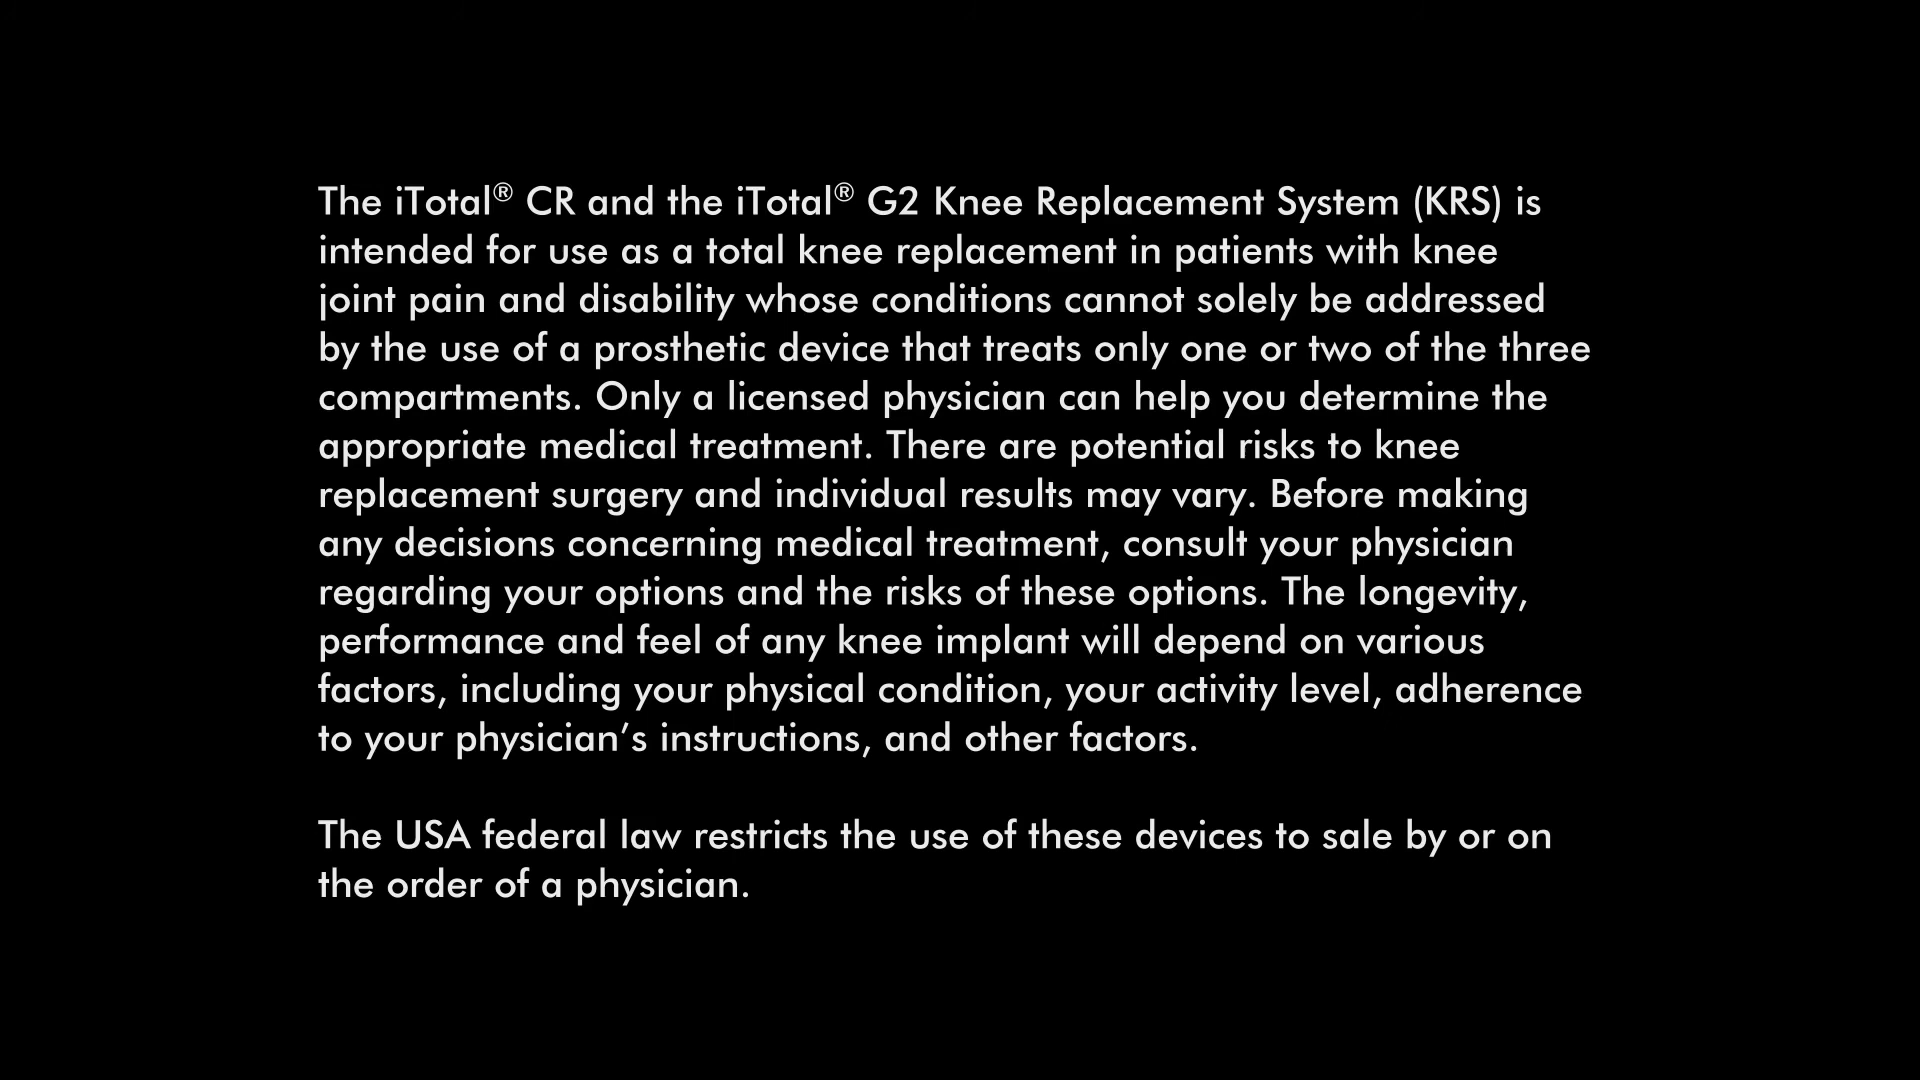 The iTotal® CR and the iTotal® G2 Knee Replacement System (KRS) is
intended for use as a total knee replacement in patients with knee
joint pain and disability whose conditions cannot solely be addressed
by the use of a prosthetic device that treats only one or two of the three
compartments. Only a licensed physician can help you determine the
appropriate medical treatment. There are potential risks to knee
replacement surgery and individual results may vary. Before making
any decisions concerning medical treatment, consult your physician
regarding your options and the risks of these options. The longevity,
performance and feel of any knee implant will depend on various
factors, including your physical condition, your activity level, adherence
to your physician’s instructions, and other factors.
The USA federal law restricts the use of these devices to sale by or on
the order of a physician.